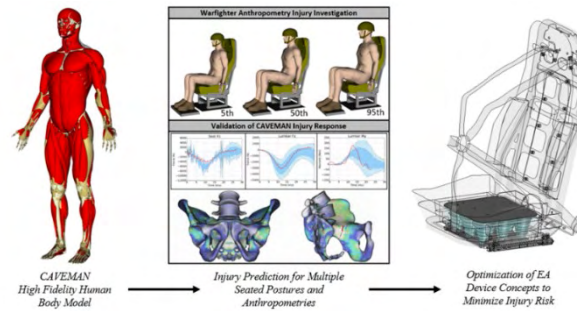 Warfighter Anthropometry Injury Investigation
5th
50th
95th
Validation of CAVEMAN Injury Response
CAVEMAN
High Fidelity Human
Body Model
Injury Prediction for Multiple
Seated Postures and
Anthropometries
Optimization of EA
Device Concepts to
Minimize Injury Risk